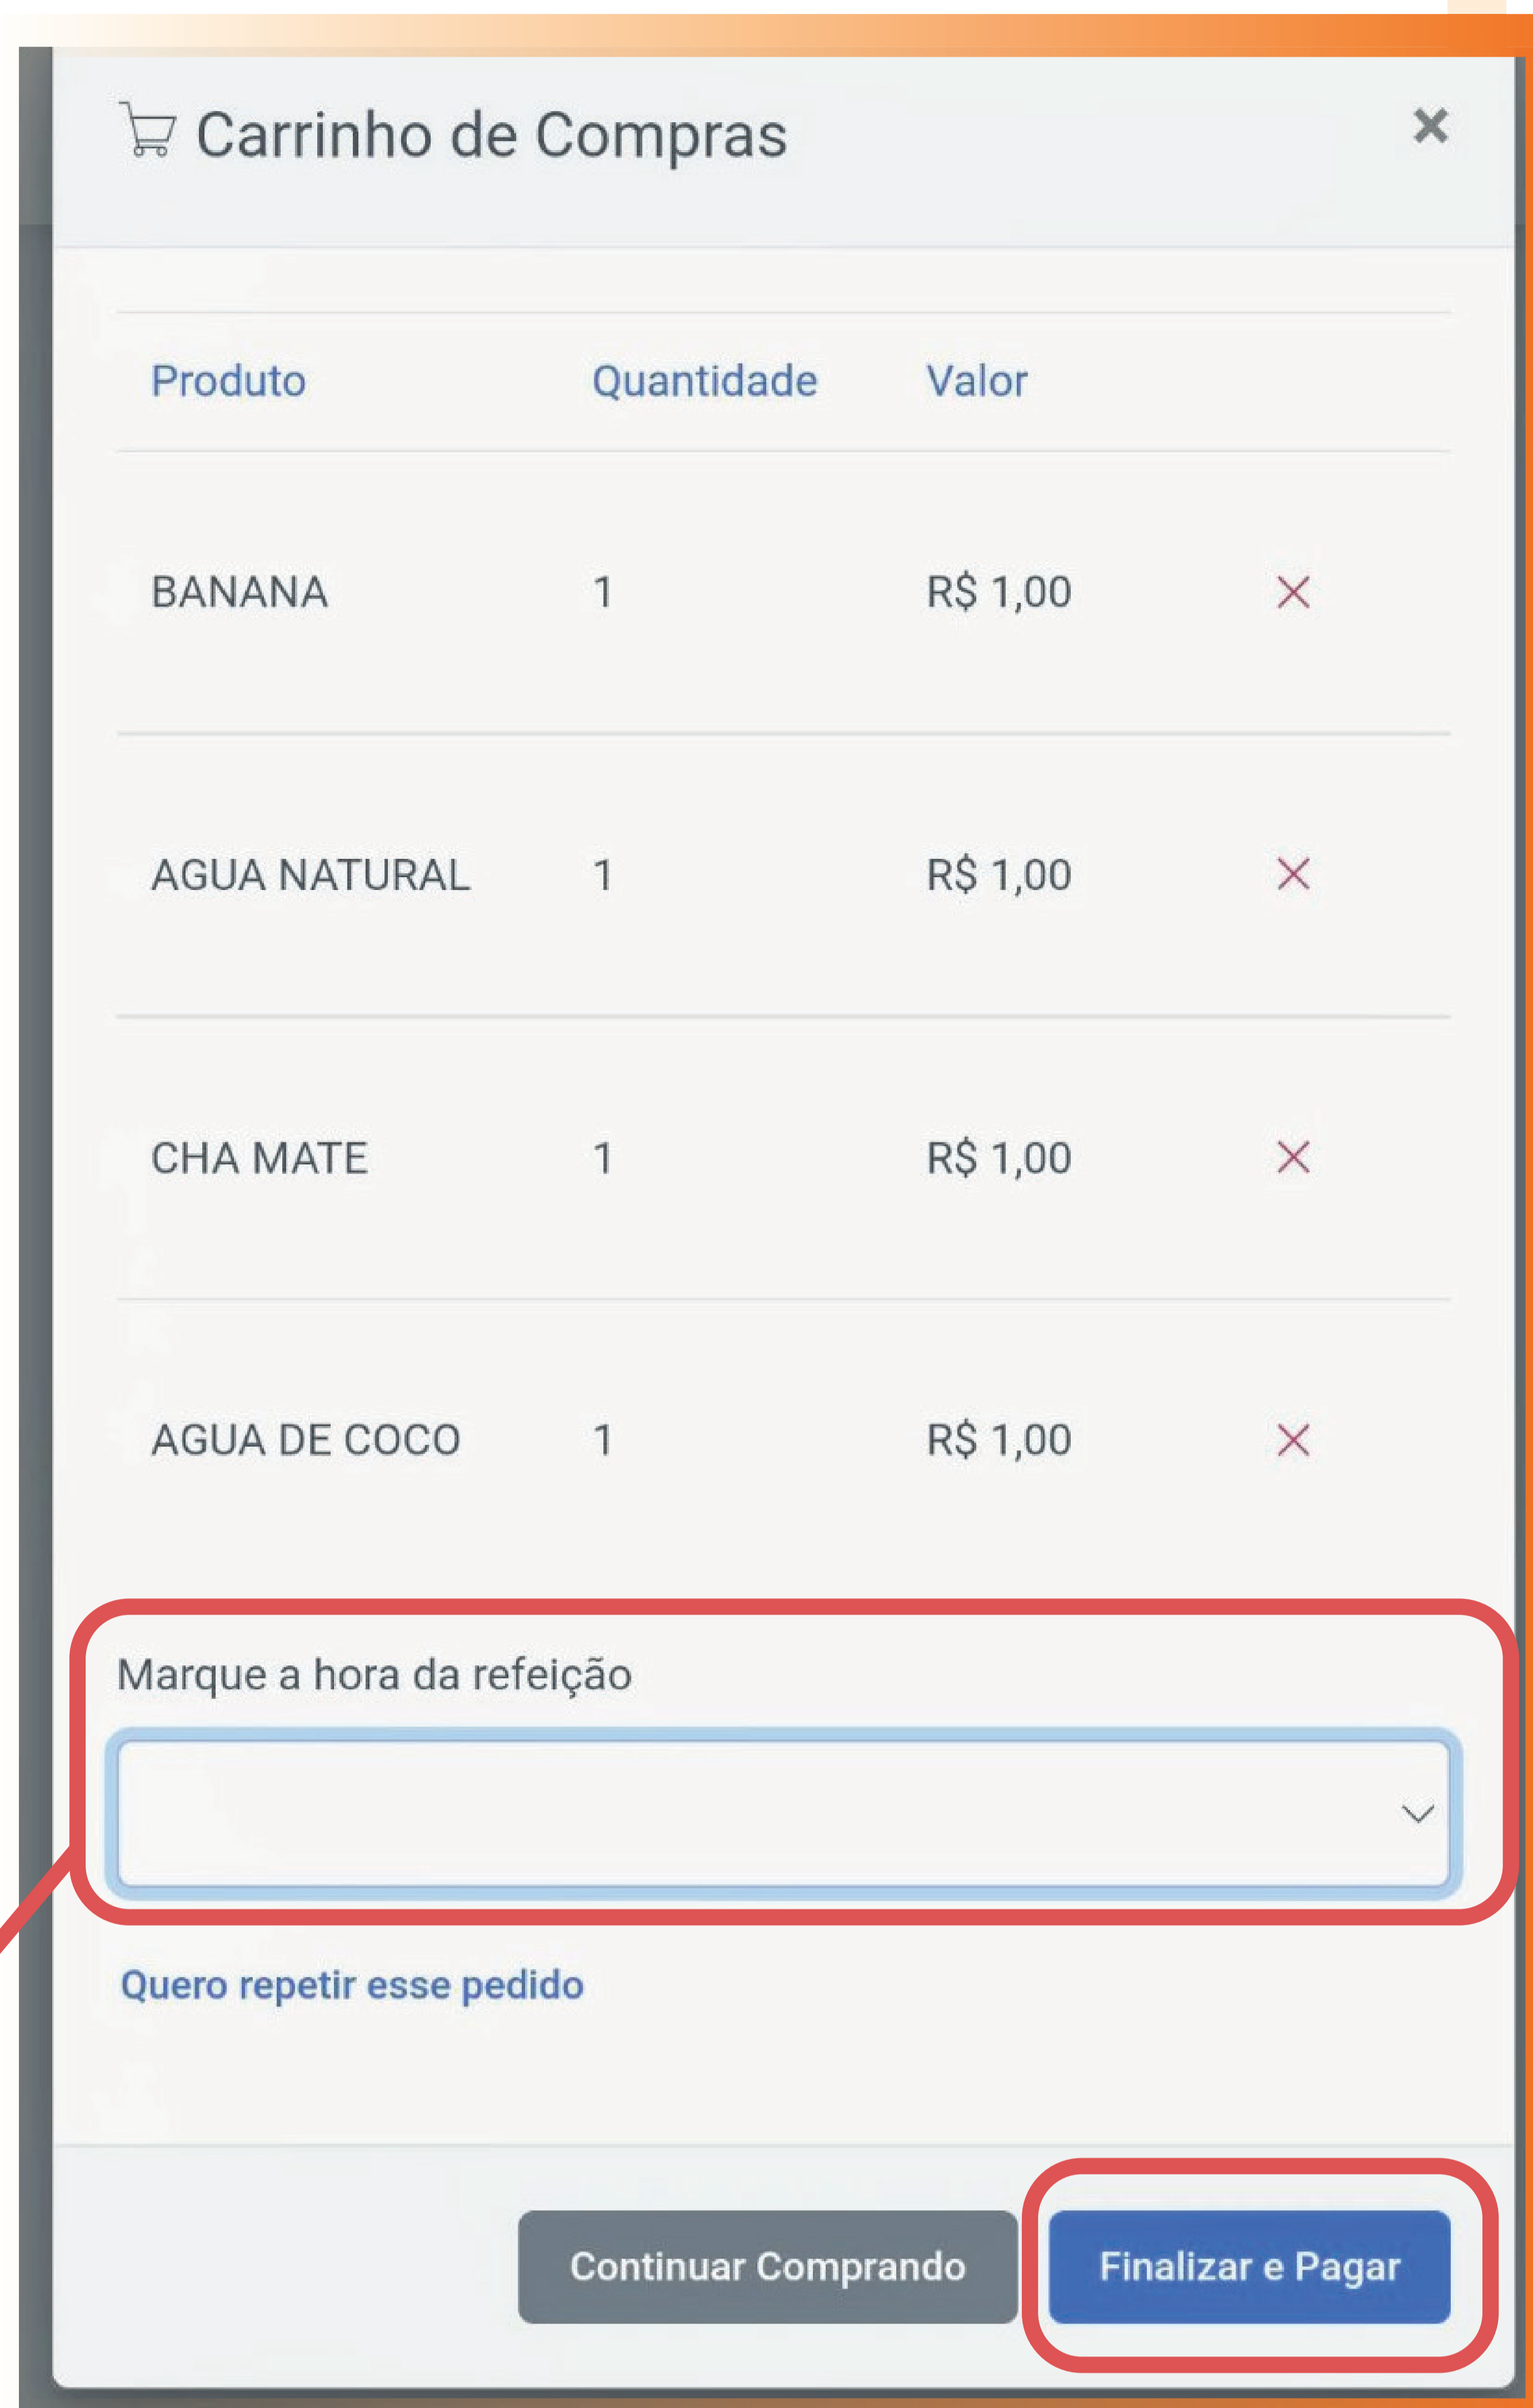 Carrinho de Compras
Produto Quantidade Valor
BANANA 1 R$ 1,00
AGUA NATURAL 1 R$ 1,00
CHA MATE 1 R$ 1,00
AGUA DE COCO 1 R$ 1,00
Marque a hora da refeição
Quero repetir esse pedido
Continuar Comprando Finalizar e Pagar